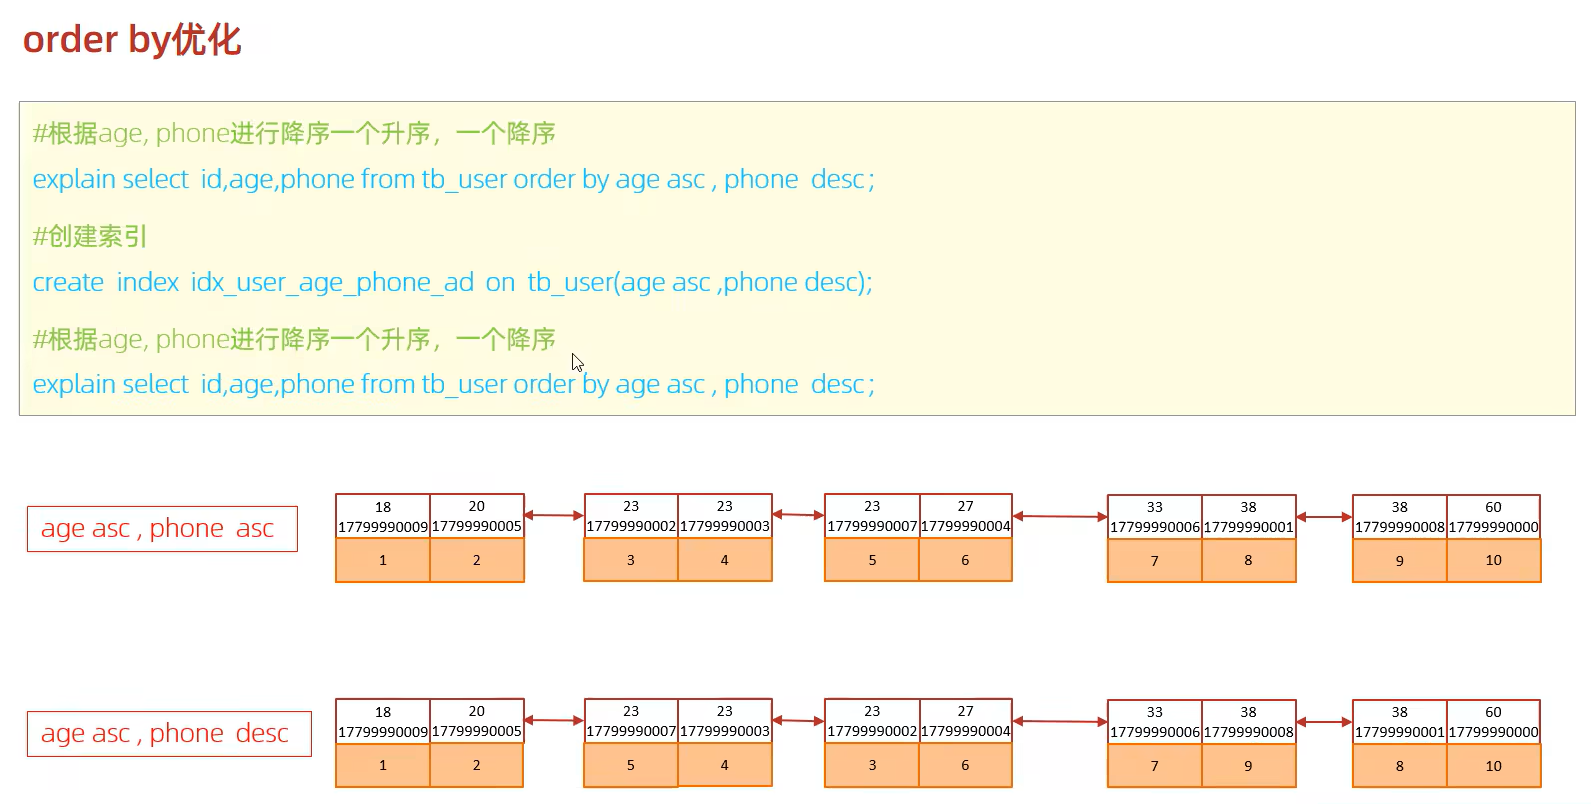 order by优化
#根据age, phone进行降序一个升序，一个降序
explain select id,age,phone from tb_user order by age asc , phone desc ;
#创建索引
create index idx_user_age_phone_ad on tb_user(age asc ,phone desc);
#根据age, phone进行降序一个升序，一个降序
explain select id,age,phone from tb_user order by age asc , phone desc ;
age asc , phone asc
18 20 23 23 23 27 33 38 38 60
17799990009 17799990005 17799990002 17799990003 17799990007 17799990004 17799990006 17799990001 17799990008 17799990000
1 2 3 4 5 6 7 8 9 10
age asc , phone desc
18 20 23 23 23 27 33 38 38 60
17799990009 17799990005 17799990007 17799990003 17799990002 17799990004 17799990006 17799990008 17799990001 17799990000
1 2 5 4 3 6 7 9 8 10